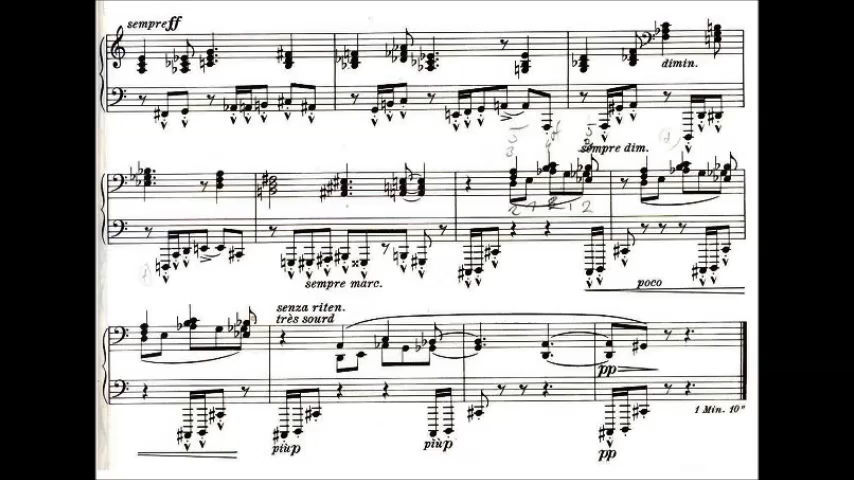 sempre ff
dimin.
sempre dim.
sempre marc.
poco
senza riten.
très sourd
pp
1 Min. 10"
più p
più p
pp